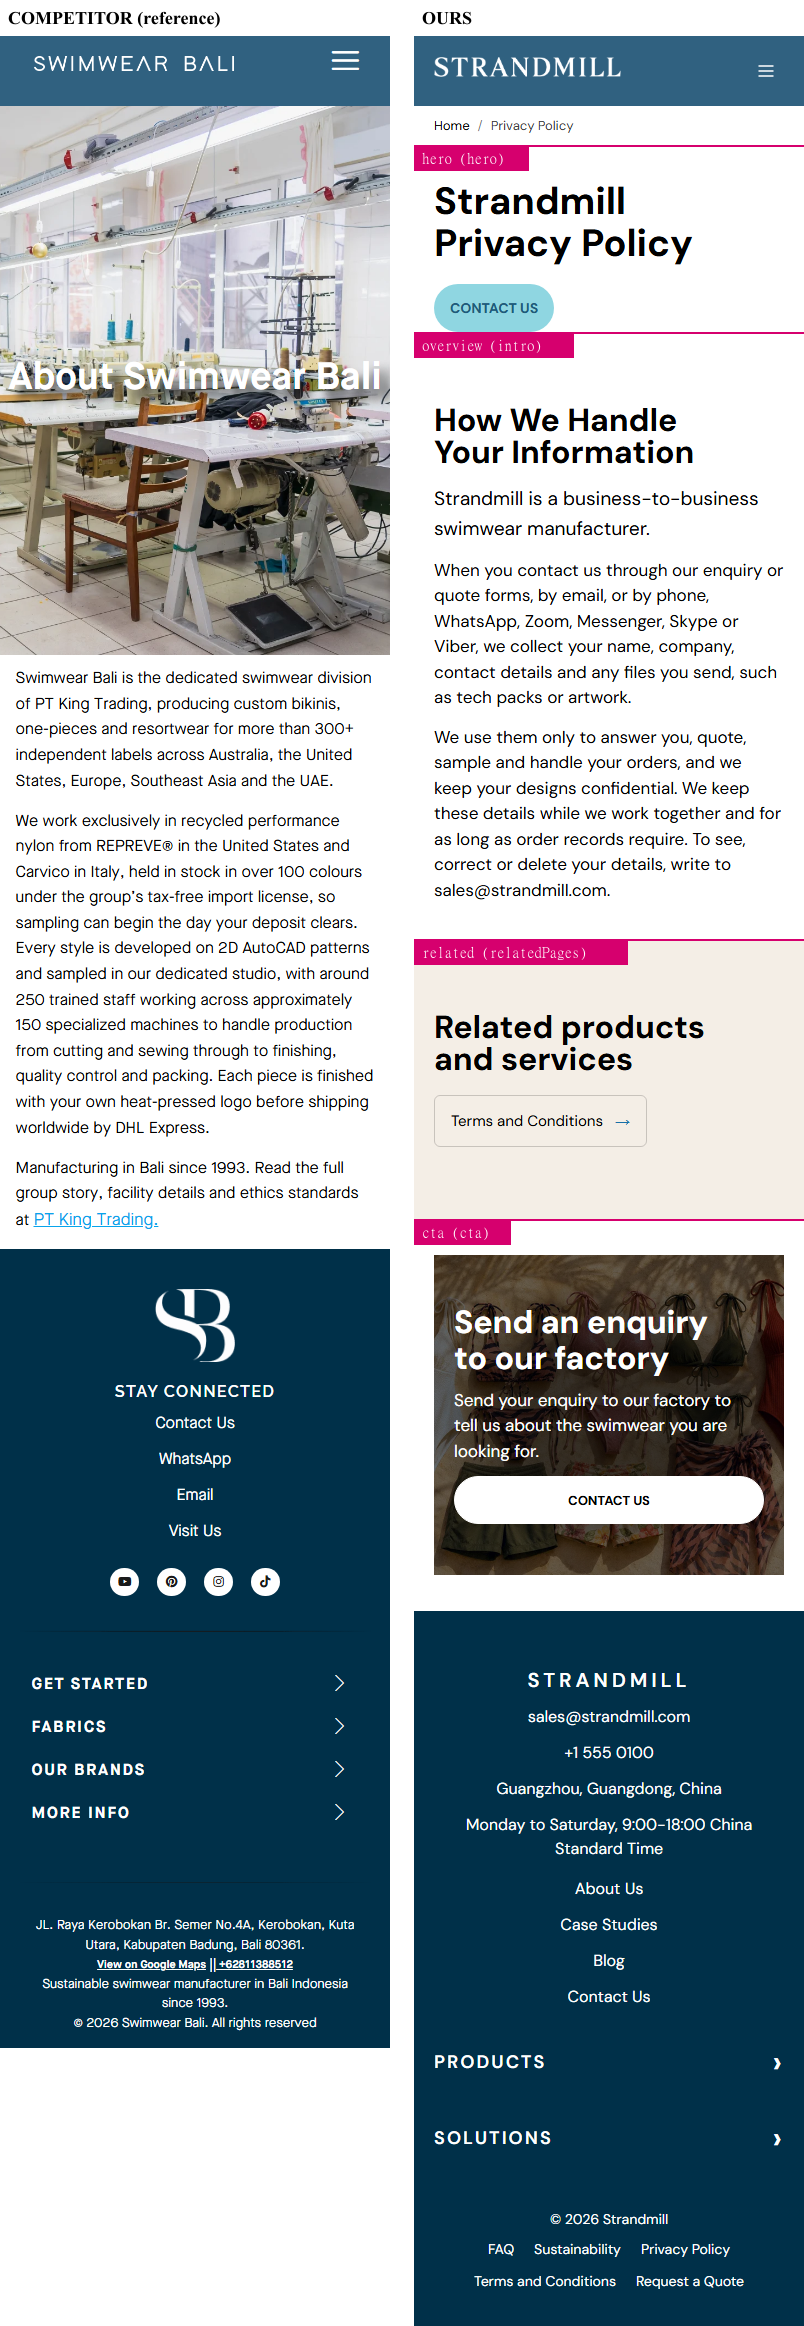 COMPETITOR (reference)
SWIMWEAR BALI
About Swimwear Bali
Swimwear Bali is the dedicated swimwear division
of PT King Trading, producing custom bikinis,
one-pieces and resortwear for more than 300+
independent labels across Australia, the United
States, Europe, Southeast Asia and the UAE.
We work exclusively in recycled performance
nylon from REPREVE® in the United States and
Carvico in Italy, held in stock in over 100 colours
under the group’s tax-free import license, so
sampling can begin the day your deposit clears.
Every style is developed on 2D AutoCAD patterns
and sampled in our dedicated studio, with around
250 trained staff working across approximately
150 specialized machines to handle production
from cutting and sewing through to finishing,
quality control and packing. Each piece is finished
with your own heat-pressed logo before shipping
worldwide by DHL Express.
Manufacturing in Bali since 1993. Read the full
group story, facility details and ethics standards
at PT King Trading.
SB
STAY CONNECTED
Contact Us
WhatsApp
Email
Visit Us
GET STARTED
FABRICS
OUR BRANDS
MORE INFO
JL. Raya Kerobokan Br. Semer No.4A, Kerobokan, Kuta
Utara, Kabupaten Badung, Bali 80361.
View on Google Maps || +62811388512
Sustainable swimwear manufacturer in Bali Indonesia
since 1993.
© 2026 Swimwear Bali. All rights reserved
OURS
STRANDMILL
Home / Privacy Policy
hero (hero)
Strandmill
Privacy Policy
CONTACT US
overview (intro)
How We Handle
Your Information
Strandmill is a business-to-business
swimwear manufacturer.
When you contact us through our enquiry or
quote forms, by email, or by phone,
WhatsApp, Zoom, Messenger, Skype or
Viber, we collect your name, company,
contact details and any files you send, such
as tech packs or artwork.
We use them only to answer you, quote,
sample and handle your orders, and we
keep your designs confidential. We keep
these details while we work together and for
as long as order records require. To see,
correct or delete your details, write to
sales@strandmill.com.
related (relatedPages)
Related products
and services
Terms and Conditions →
cta (cta)
Send an enquiry
to our factory
Send your enquiry to our factory to
tell us about the swimwear you are
looking for.
CONTACT US
STRANDMILL
sales@strandmill.com
+1 555 0100
Guangzhou, Guangdong, China
Monday to Saturday, 9:00-18:00 China
Standard Time
About Us
Case Studies
Blog
Contact Us
PRODUCTS
SOLUTIONS
© 2026 Strandmill
FAQ Sustainability Privacy Policy
Terms and Conditions Request a Quote